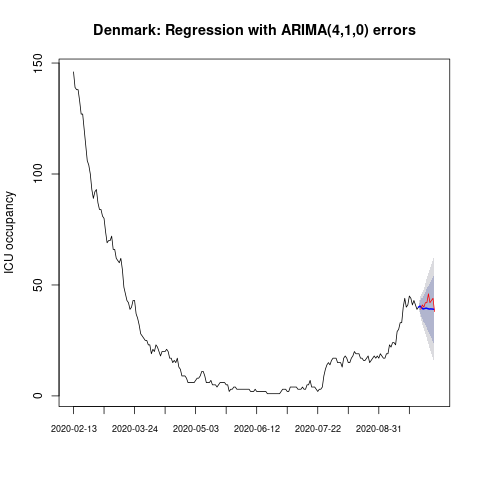 Denmark: Regression with ARIMA(4,1,0) errors
ICU occupancy
150
100
50
0
2020-02-13 2020-03-24 2020-05-03 2020-06-12 2020-07-22 2020-08-31